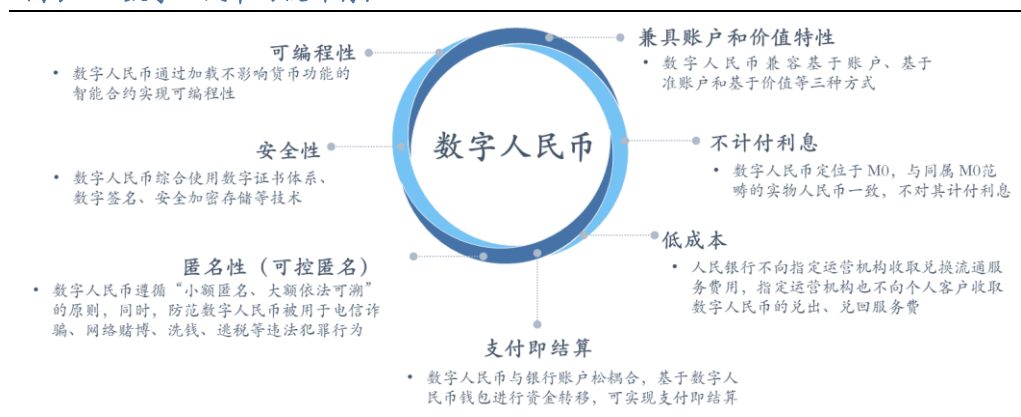 可编程性
• 数字人民币通过加载不影响货币功能的
智能合约实现可编程性
安全性
• 数字人民币综合使用数字证书体系、
数字签名、安全加密存储等技术
匿名性（可控匿名）
• 数字人民币遵循“小额匿名、大额依法可溯”
的原则，同时，防范数字人民币被用于电信诈
骗、网络赌博、洗钱、逃税等违法犯罪行为
数字人民币
兼具账户和价值特性
• 数字人民币兼容基于账户、基于
准账户和基于价值等三种方式
不计付利息
• 数字人民币定位于 M0，与同属 M0范
畴的实物人民币一致，不对其计付利息
低成本
• 人民银行不向指定运营机构收取兑换流通服
务费用，指定运营机构也不向个人客户收取
数字人民币的兑出、兑回服务费
支付即结算
• 数字人民币与银行账户松耦合，基于数字人
民币钱包进行资金转移，可实现支付即结算